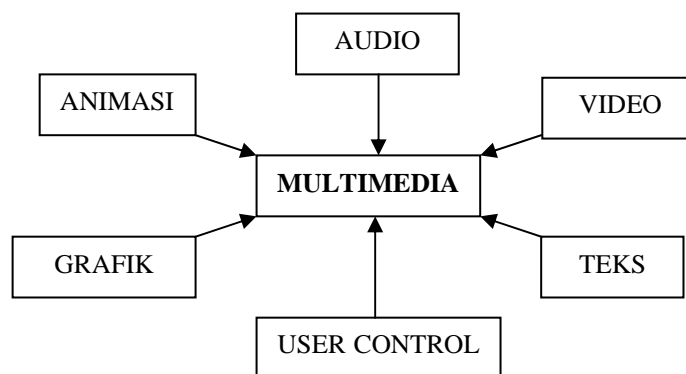 AUDIO
ANIMASI
VIDEO
MULTIMEDIA
GRAFIK
TEKS
USER CONTROL